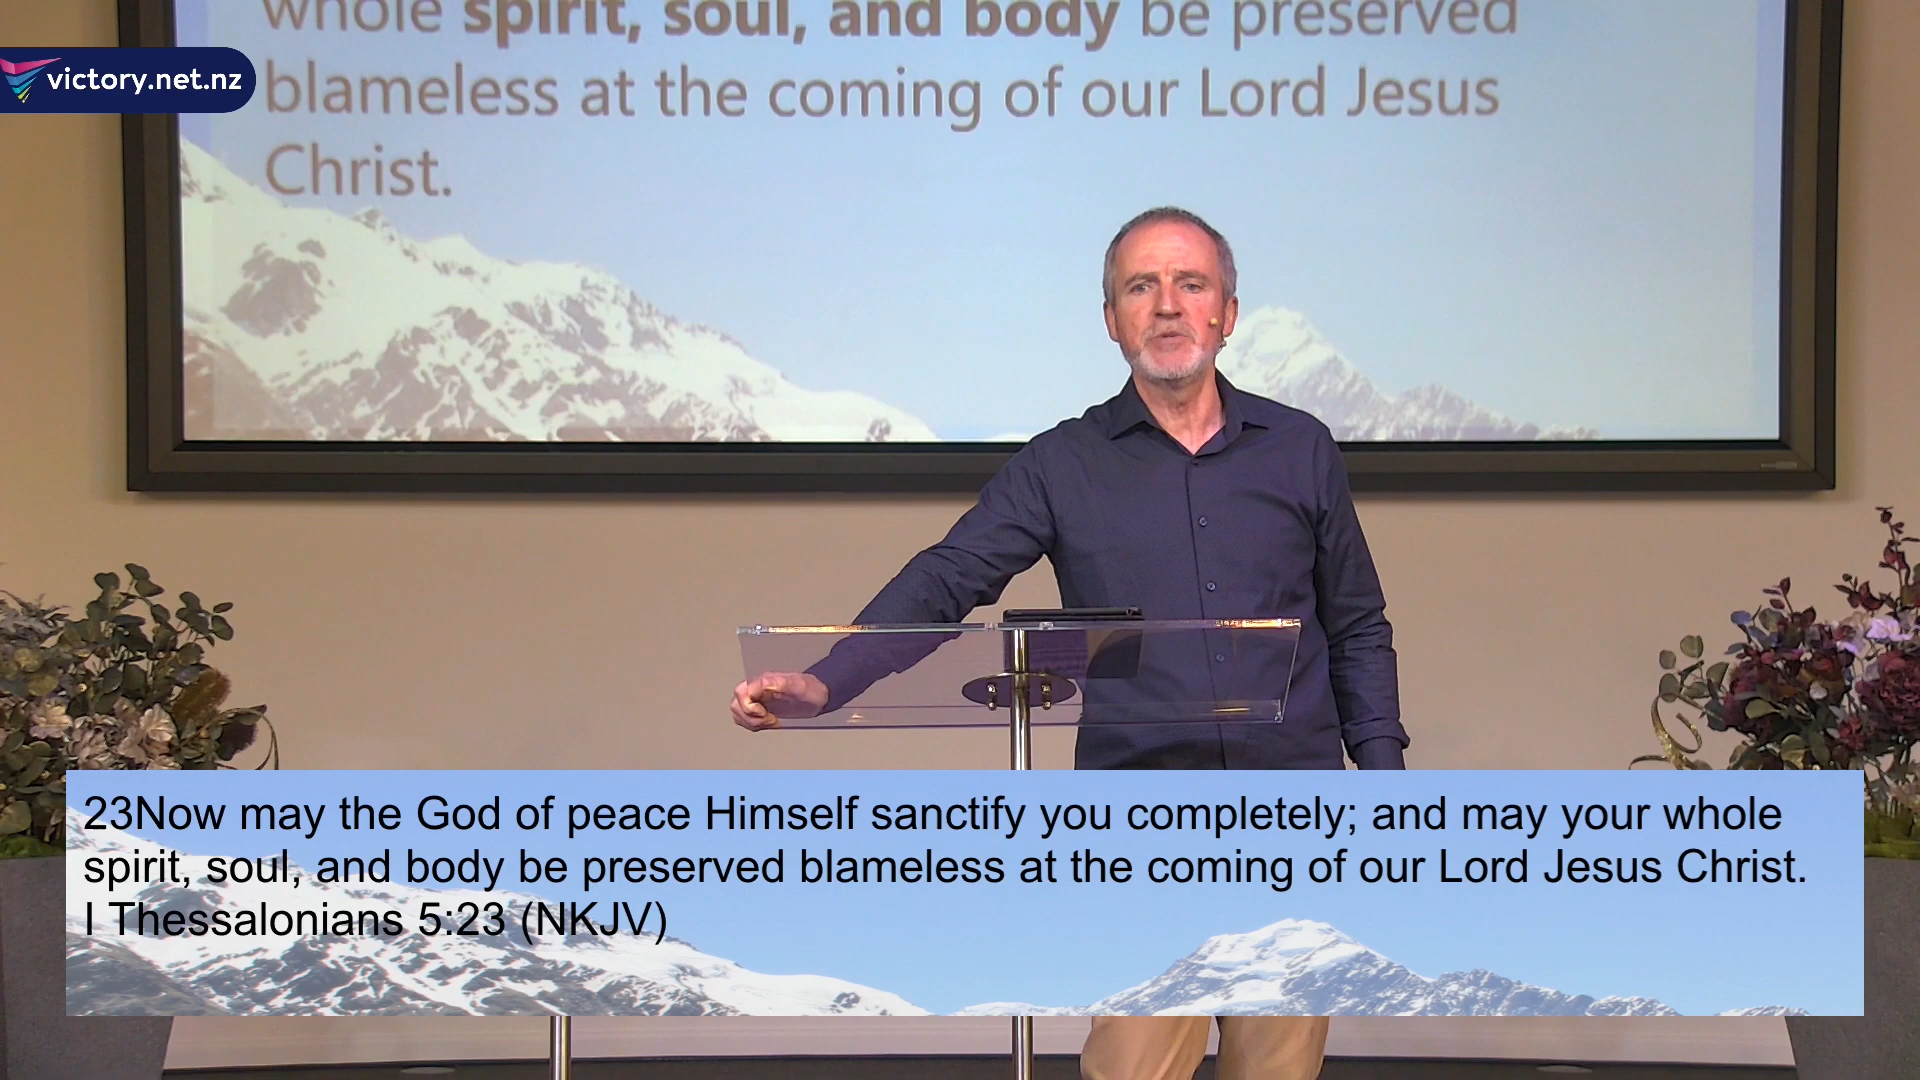 whole spirit, soul, and body be preserved
blameless at the coming of our Lord Jesus
Christ.
victory.net.nz
23Now may the God of peace Himself sanctify you completely; and may your whole
spirit, soul, and body be preserved blameless at the coming of our Lord Jesus Christ.
I Thessalonians 5:23 (NKJV)